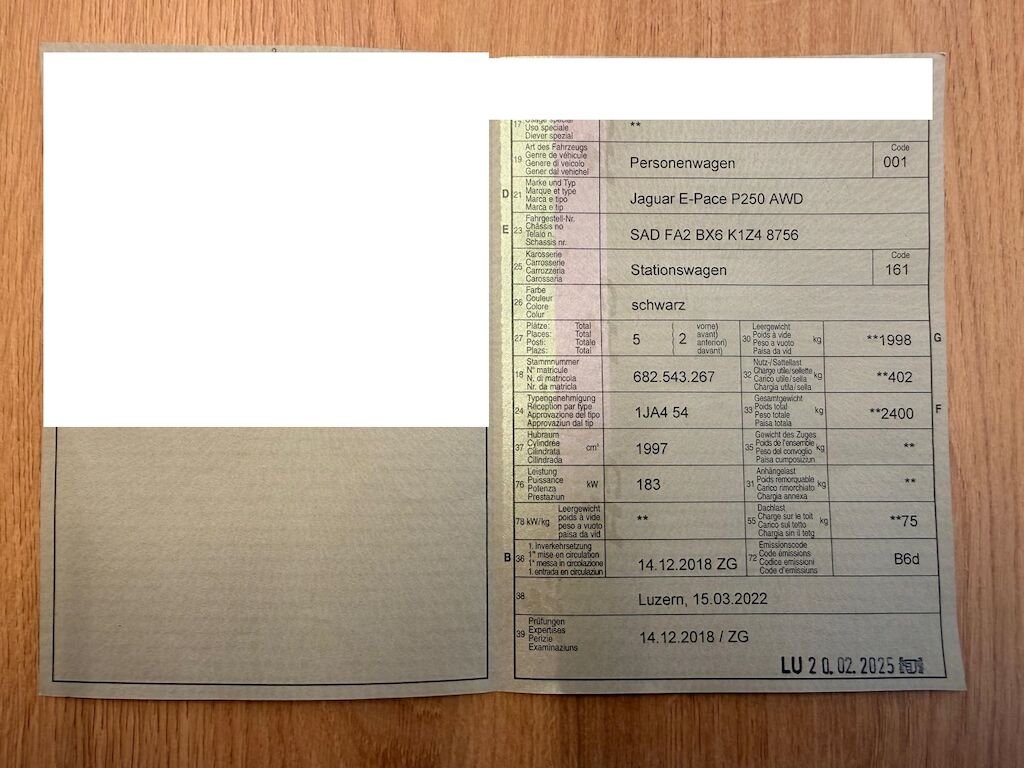 17
Usage spécial
Uso speciale
Diever spezial
**
19
Art des Fahrzeugs
Genre de véhicule
Genere di veicolo
Gener dal vehichel
Personenwagen
Code
001
D
21
Marke und Typ
Marque et type
Marca e tipo
Marca e tip
Jaguar E-Pace P250 AWD
E
23
Fahrgestell-Nr.
Châssis no
Telaio n.
Schassis nr.
SAD FA2 BX6 K1Z4 8756
25
Karosserie
Carrosserie
Carrozzeria
Carossaria
Stationswagen
Code
161
26
Farbe
Couleur
Colore
Colur
schwarz
27
Plätze: Total
Places: Total
Posti: Totale
Plazs: Total
5
2
vorne)
avant)
anteriori)
davant)
30
Leergewicht
Poids à vide
Peso a vuoto
Paisa da vid
kg
**1998
G
18
Stammnummer
N° matricule
N. di matricola
Nr. da matricla
682.543.267
32
Nutz-/Sattellast
Charge utile/sellette
Carico utile/sella
Chargia utila/sella
kg
**402
24
Typengenehmigung
Réception par type
Approvazione del tipo
Approvaziun dal tip
1JA4 54
33
Gesamtgewicht
Poids total
Peso totale
Paisa totala
kg
**2400
F
37
Hubraum
Cylindrée
Cilindrata
Cilindrada
cm³
1997
35
Gewicht des Zuges
Poids de l'ensemble
Peso del convoglio
Paisa cumposiziun
kg
**
76
Leistung
Puissance
Potenza
Prestaziun
kW
183
31
Anhängelast
Poids remorquable
Carico rimorchiato
Chargia annexa
kg
**
78 kW/kg
Leergewicht
poids à vide
peso a vuoto
paisa da vid
**
55
Dachlast
Charge sur le toit
Carico sul tetto
Chargia sin il tetg
kg
**75
B
36
1. Inverkehrsetzung
1re mise en circulation
1a messa in circolazione
1. entrada en circulaziun
14.12.2018 ZG
72
Emissionscode
Code émissions
Codice emissioni
Code d'emissiuns
B6d
38
Luzern, 15.03.2022
39
Prüfungen
Expertises
Perizie
Examinaziuns
14.12.2018 / ZG
LU 20.02.2025